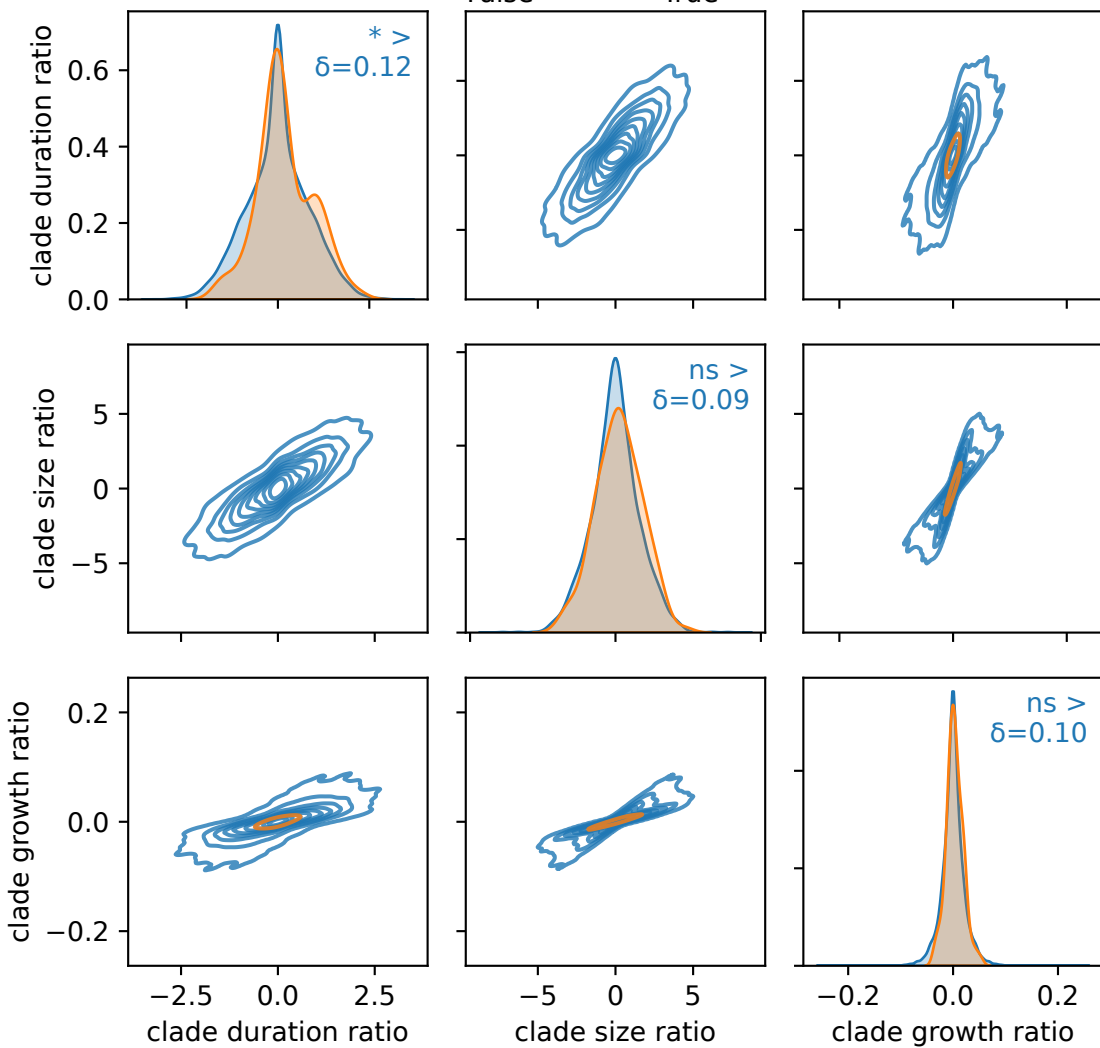 * >
δ=0.12
0.6
0.4
0.2
0.0
clade duration ratio
ns >
δ=0.09
5
0
−5
clade size ratio
ns >
δ=0.10
0.2
0.0
−0.2
clade growth ratio
−2.5 0.0 2.5
−5 0 5
−0.2 0.0 0.2
clade duration ratio
clade size ratio
clade growth ratio